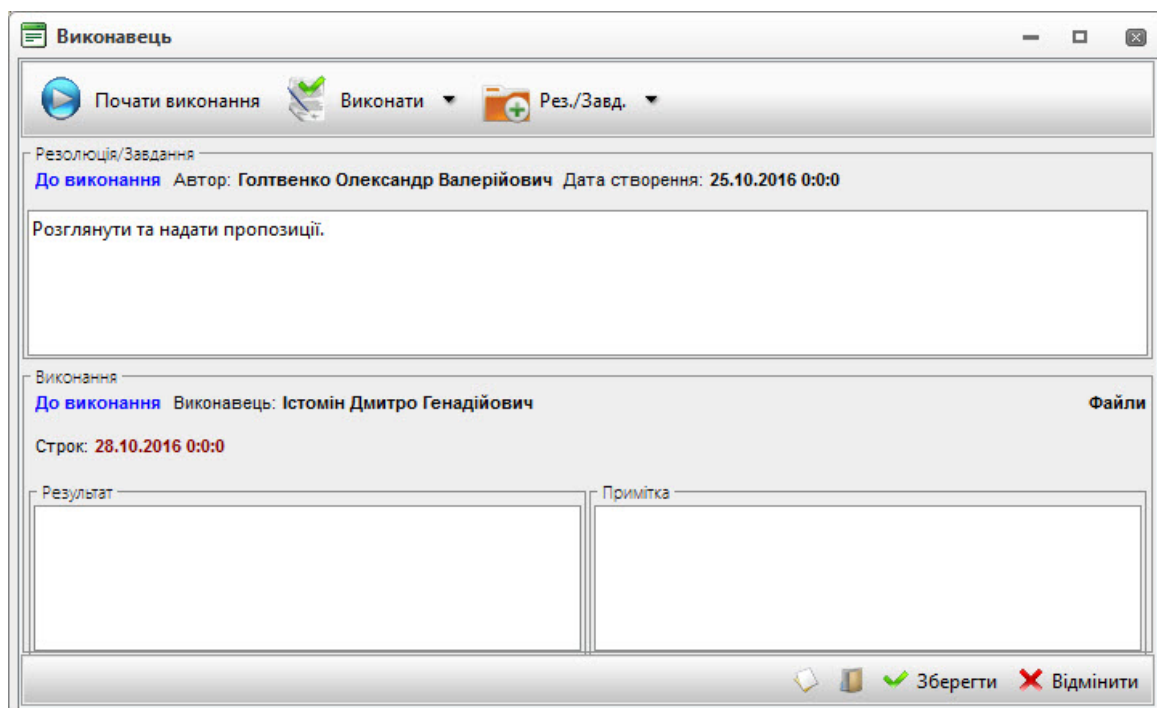 Виконавець
Почати виконання Виконати Рез./Завд.
Резолюція/Завдання
До виконання Автор: Голтвенко Олександр Валерійович Дата створення: 25.10.2016 0:0:0
Розглянути та надати пропозиції.
Виконання
До виконання Виконавець: Істомін Дмитро Генадійович Файли
Строк: 28.10.2016 0:0:0
Результат Примітка
Зберегти Відмінити